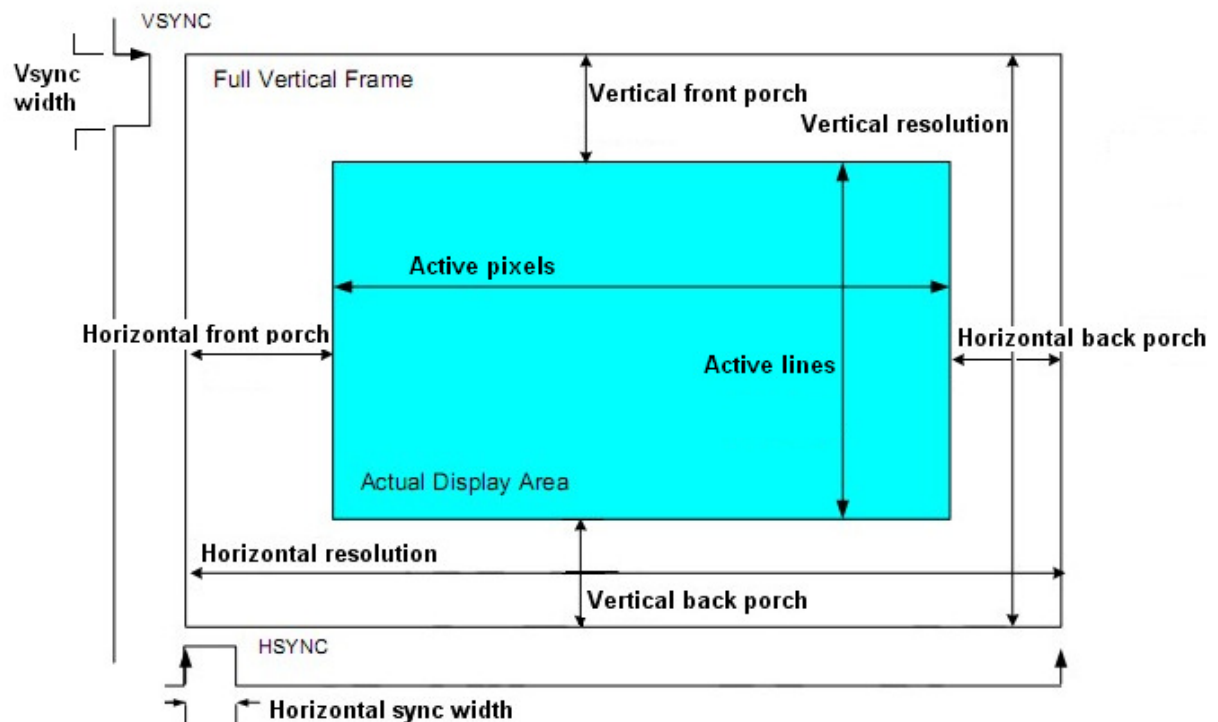 VSYNC
Vsync
width
Full Vertical Frame
Vertical front porch
Vertical resolution
Active pixels
Horizontal front porch
Horizontal back porch
Active lines
Actual Display Area
Horizontal resolution
Vertical back porch
HSYNC
Horizontal sync width